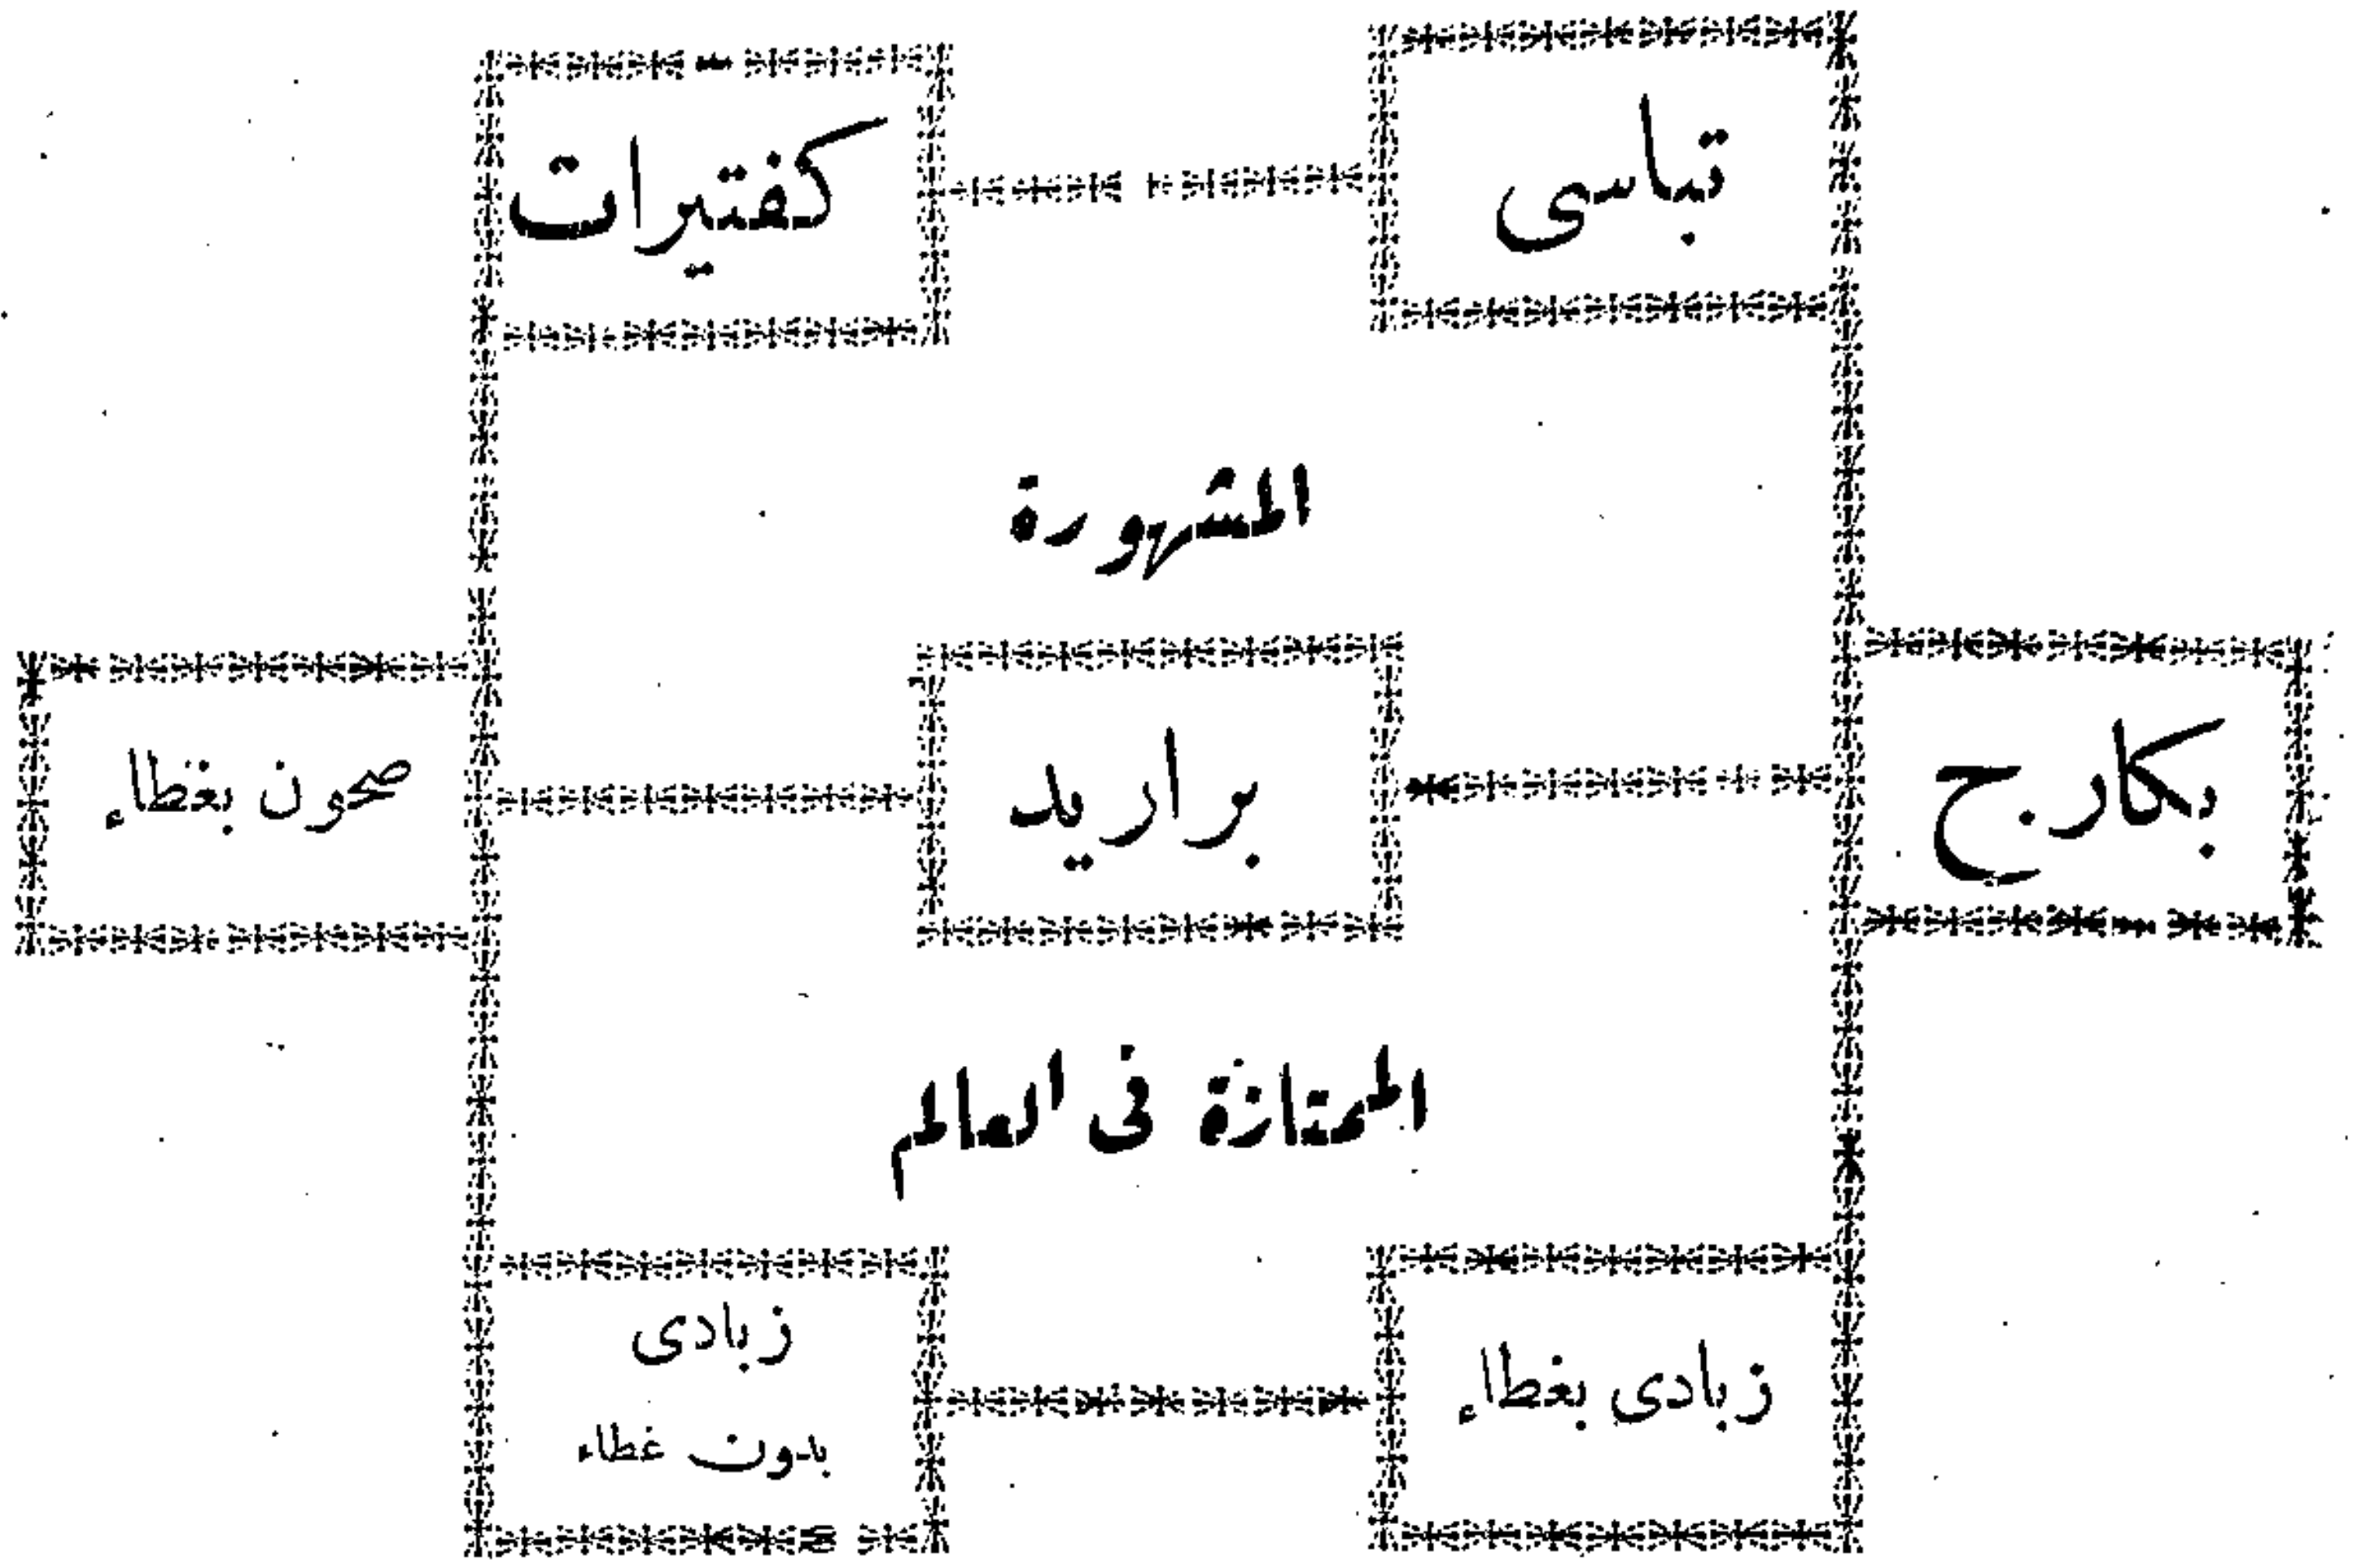 تباسى
كفتيرات
المشهورة
بكارج
براريد
صحون بغطاء
الممتازة فى العالم
زبادى بغطاء
زبادى
بدون غطاء